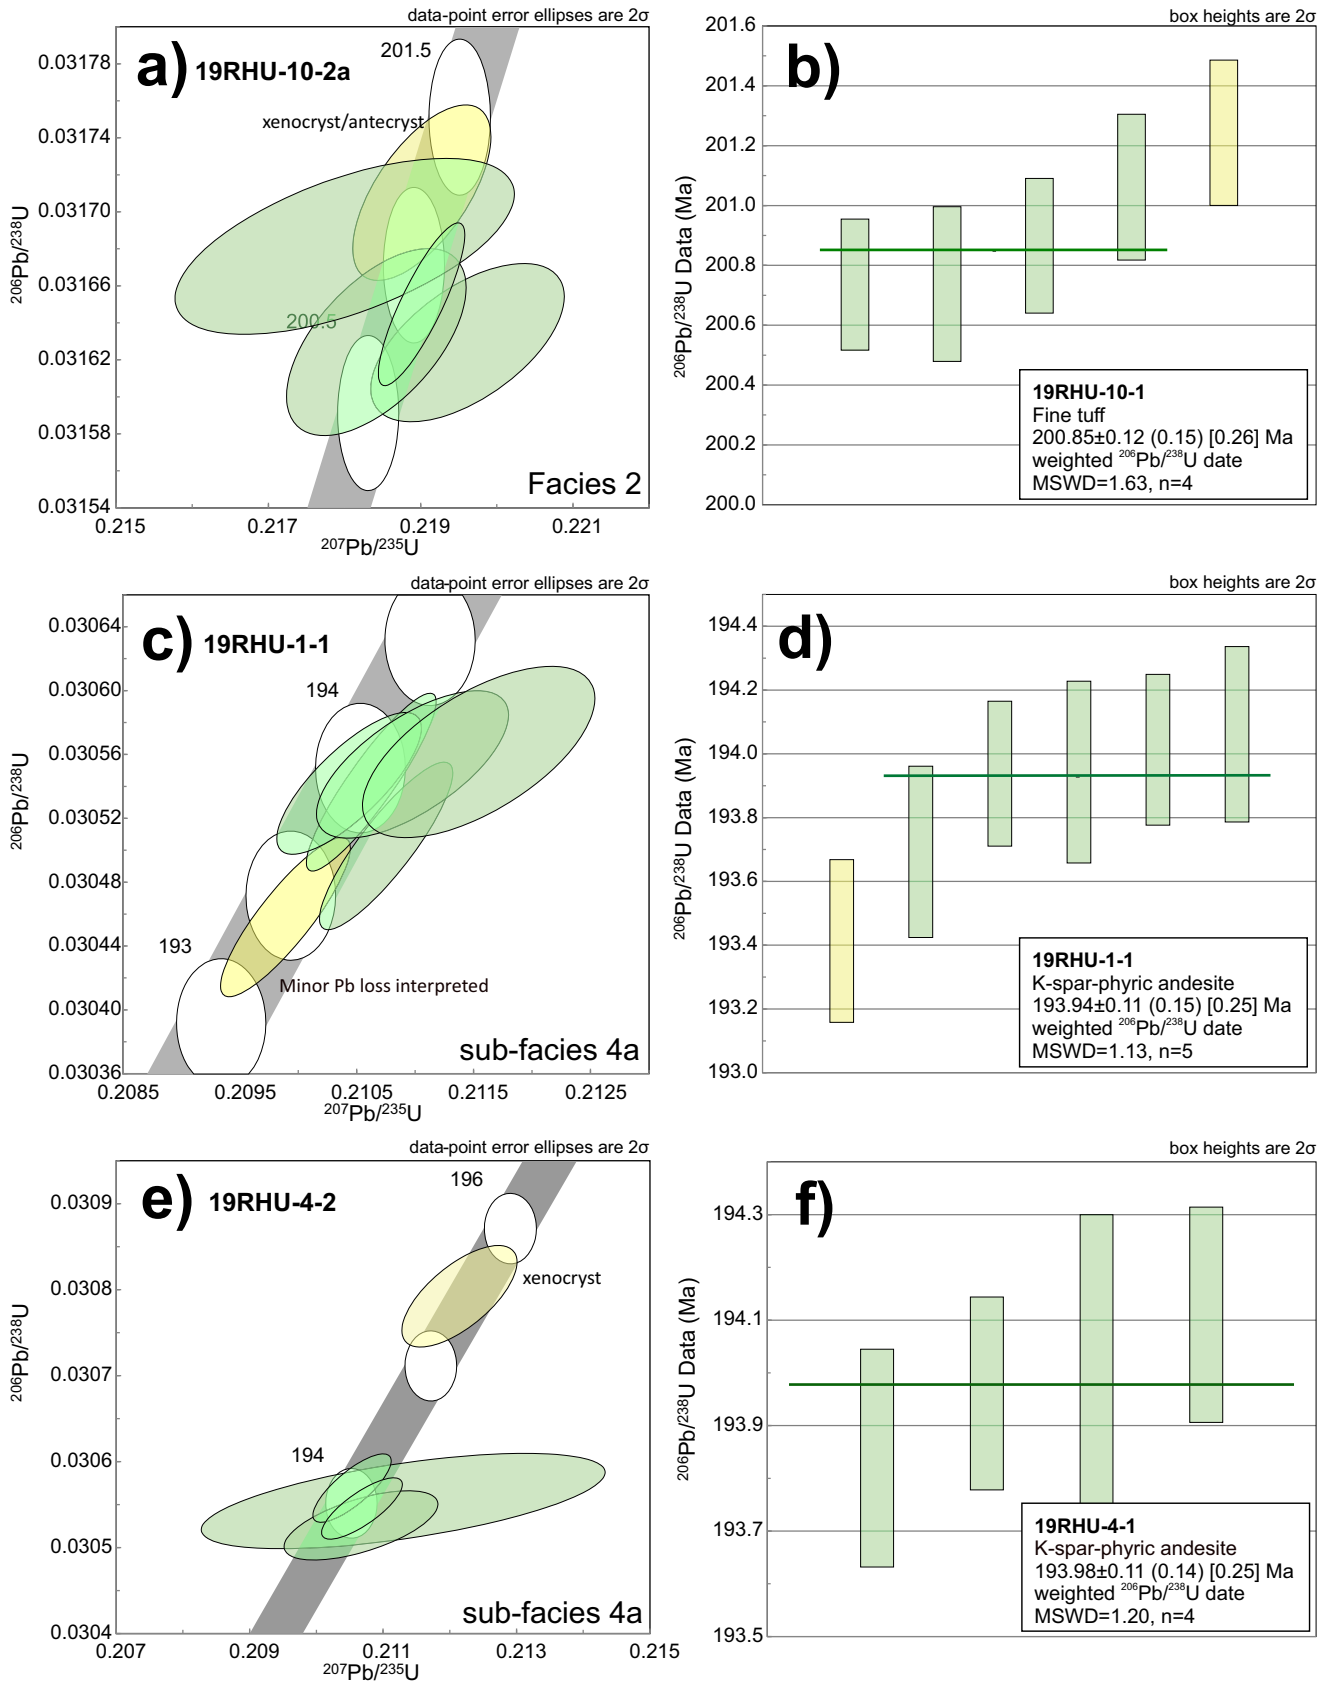 data-point error ellipses are 2σ
a) 19RHU-10-2a
201.5
xenocryst/antecryst
200.5
0.03178
0.03174
0.03170
0.03166
0.03162
0.03158
0.03154
206Pb/238U
Facies 2
0.215 0.217 0.219 0.221
207Pb/235U
box heights are 2σ
b)
201.6
201.4
201.2
201.0
200.8
200.6
200.4
200.2
200.0
206Pb/238U Data (Ma)
19RHU-10-1
Fine tuff
200.85±0.12 (0.15) [0.26] Ma
weighted 206Pb/238U date
MSWD=1.63, n=4
data-point error ellipses are 2σ
c) 19RHU-1-1
194
193
Minor Pb loss interpreted
0.03064
0.03060
0.03056
0.03052
0.03048
0.03044
0.03040
0.03036
206Pb/238U
sub-facies 4a
0.2085 0.2095 0.2105 0.2115 0.2125
207Pb/235U
box heights are 2σ
d)
194.4
194.2
194.0
193.8
193.6
193.4
193.2
193.0
206Pb/238U Data (Ma)
19RHU-1-1
K-spar-phyric andesite
193.94±0.11 (0.15) [0.25] Ma
weighted 206Pb/238U date
MSWD=1.13, n=5
data-point error ellipses are 2σ
e) 19RHU-4-2
196
xenocryst
194
0.0309
0.0308
0.0307
0.0306
0.0305
0.0304
206Pb/238U
sub-facies 4a
0.207 0.209 0.211 0.213 0.215
207Pb/235U
box heights are 2σ
f)
194.3
194.1
193.9
193.7
193.5
206Pb/238U Data (Ma)
19RHU-4-1
K-spar-phyric andesite
193.98±0.11 (0.14) [0.25] Ma
weighted 206Pb/238U date
MSWD=1.20, n=4